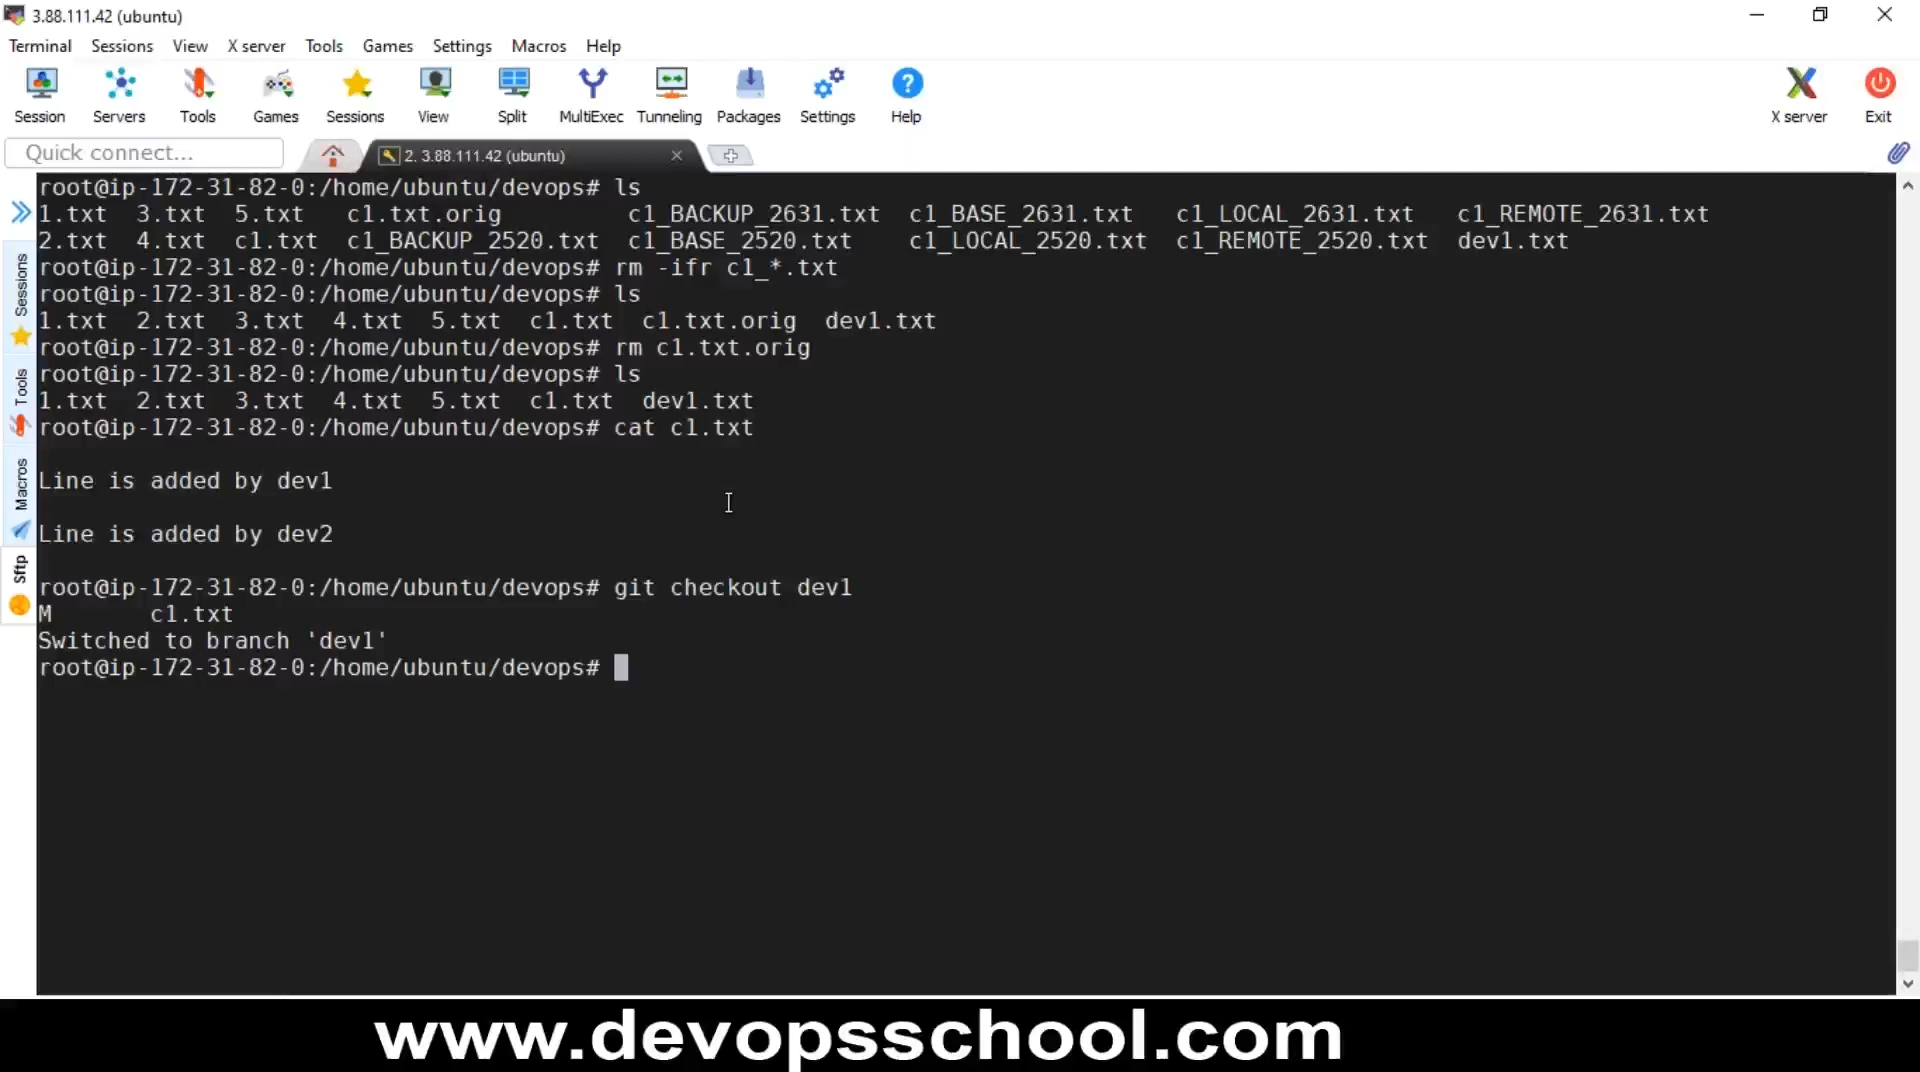 3.88.111.42 (ubuntu)
Terminal Sessions View X server Tools Games Settings Macros Help
Session Servers Tools Games Sessions View Split MultiExec Tunneling Packages Settings Help X server Exit
Quick connect... 2. 3.88.111.42 (ubuntu)
Sessions
Tools
Macros
Sftp
root@ip-172-31-82-0:/home/ubuntu/devops# ls
1.txt 3.txt 5.txt c1.txt.orig c1_BACKUP_2631.txt c1_BASE_2631.txt c1_LOCAL_2631.txt c1_REMOTE_2631.txt
2.txt 4.txt c1.txt c1_BACKUP_2520.txt c1_BASE_2520.txt c1_LOCAL_2520.txt c1_REMOTE_2520.txt dev1.txt
root@ip-172-31-82-0:/home/ubuntu/devops# rm -ifr c1_*.txt
root@ip-172-31-82-0:/home/ubuntu/devops# ls
1.txt 2.txt 3.txt 4.txt 5.txt c1.txt c1.txt.orig dev1.txt
root@ip-172-31-82-0:/home/ubuntu/devops# rm c1.txt.orig
root@ip-172-31-82-0:/home/ubuntu/devops# ls
1.txt 2.txt 3.txt 4.txt 5.txt c1.txt dev1.txt
root@ip-172-31-82-0:/home/ubuntu/devops# cat c1.txt
Line is added by dev1
Line is added by dev2
root@ip-172-31-82-0:/home/ubuntu/devops# git checkout dev1
M c1.txt
Switched to branch 'dev1'
root@ip-172-31-82-0:/home/ubuntu/devops#
www.devopsschool.com